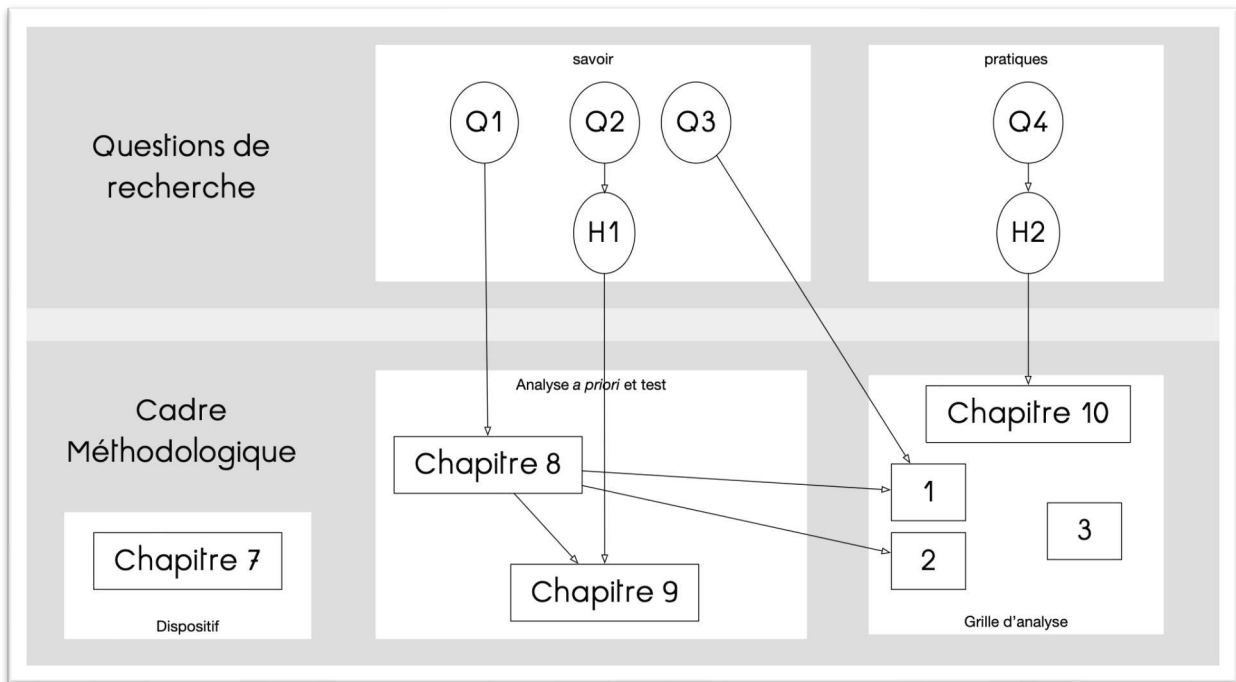 savoir
pratiques
Q1
Q2
Q3
Q4
Questions de
recherche
H1
H2
Analyse a priori et test
Cadre
Méthodologique
Chapitre 10
Chapitre 8
1
3
2
Chapitre 7
Chapitre 9
Dispositif
Grille d'analyse